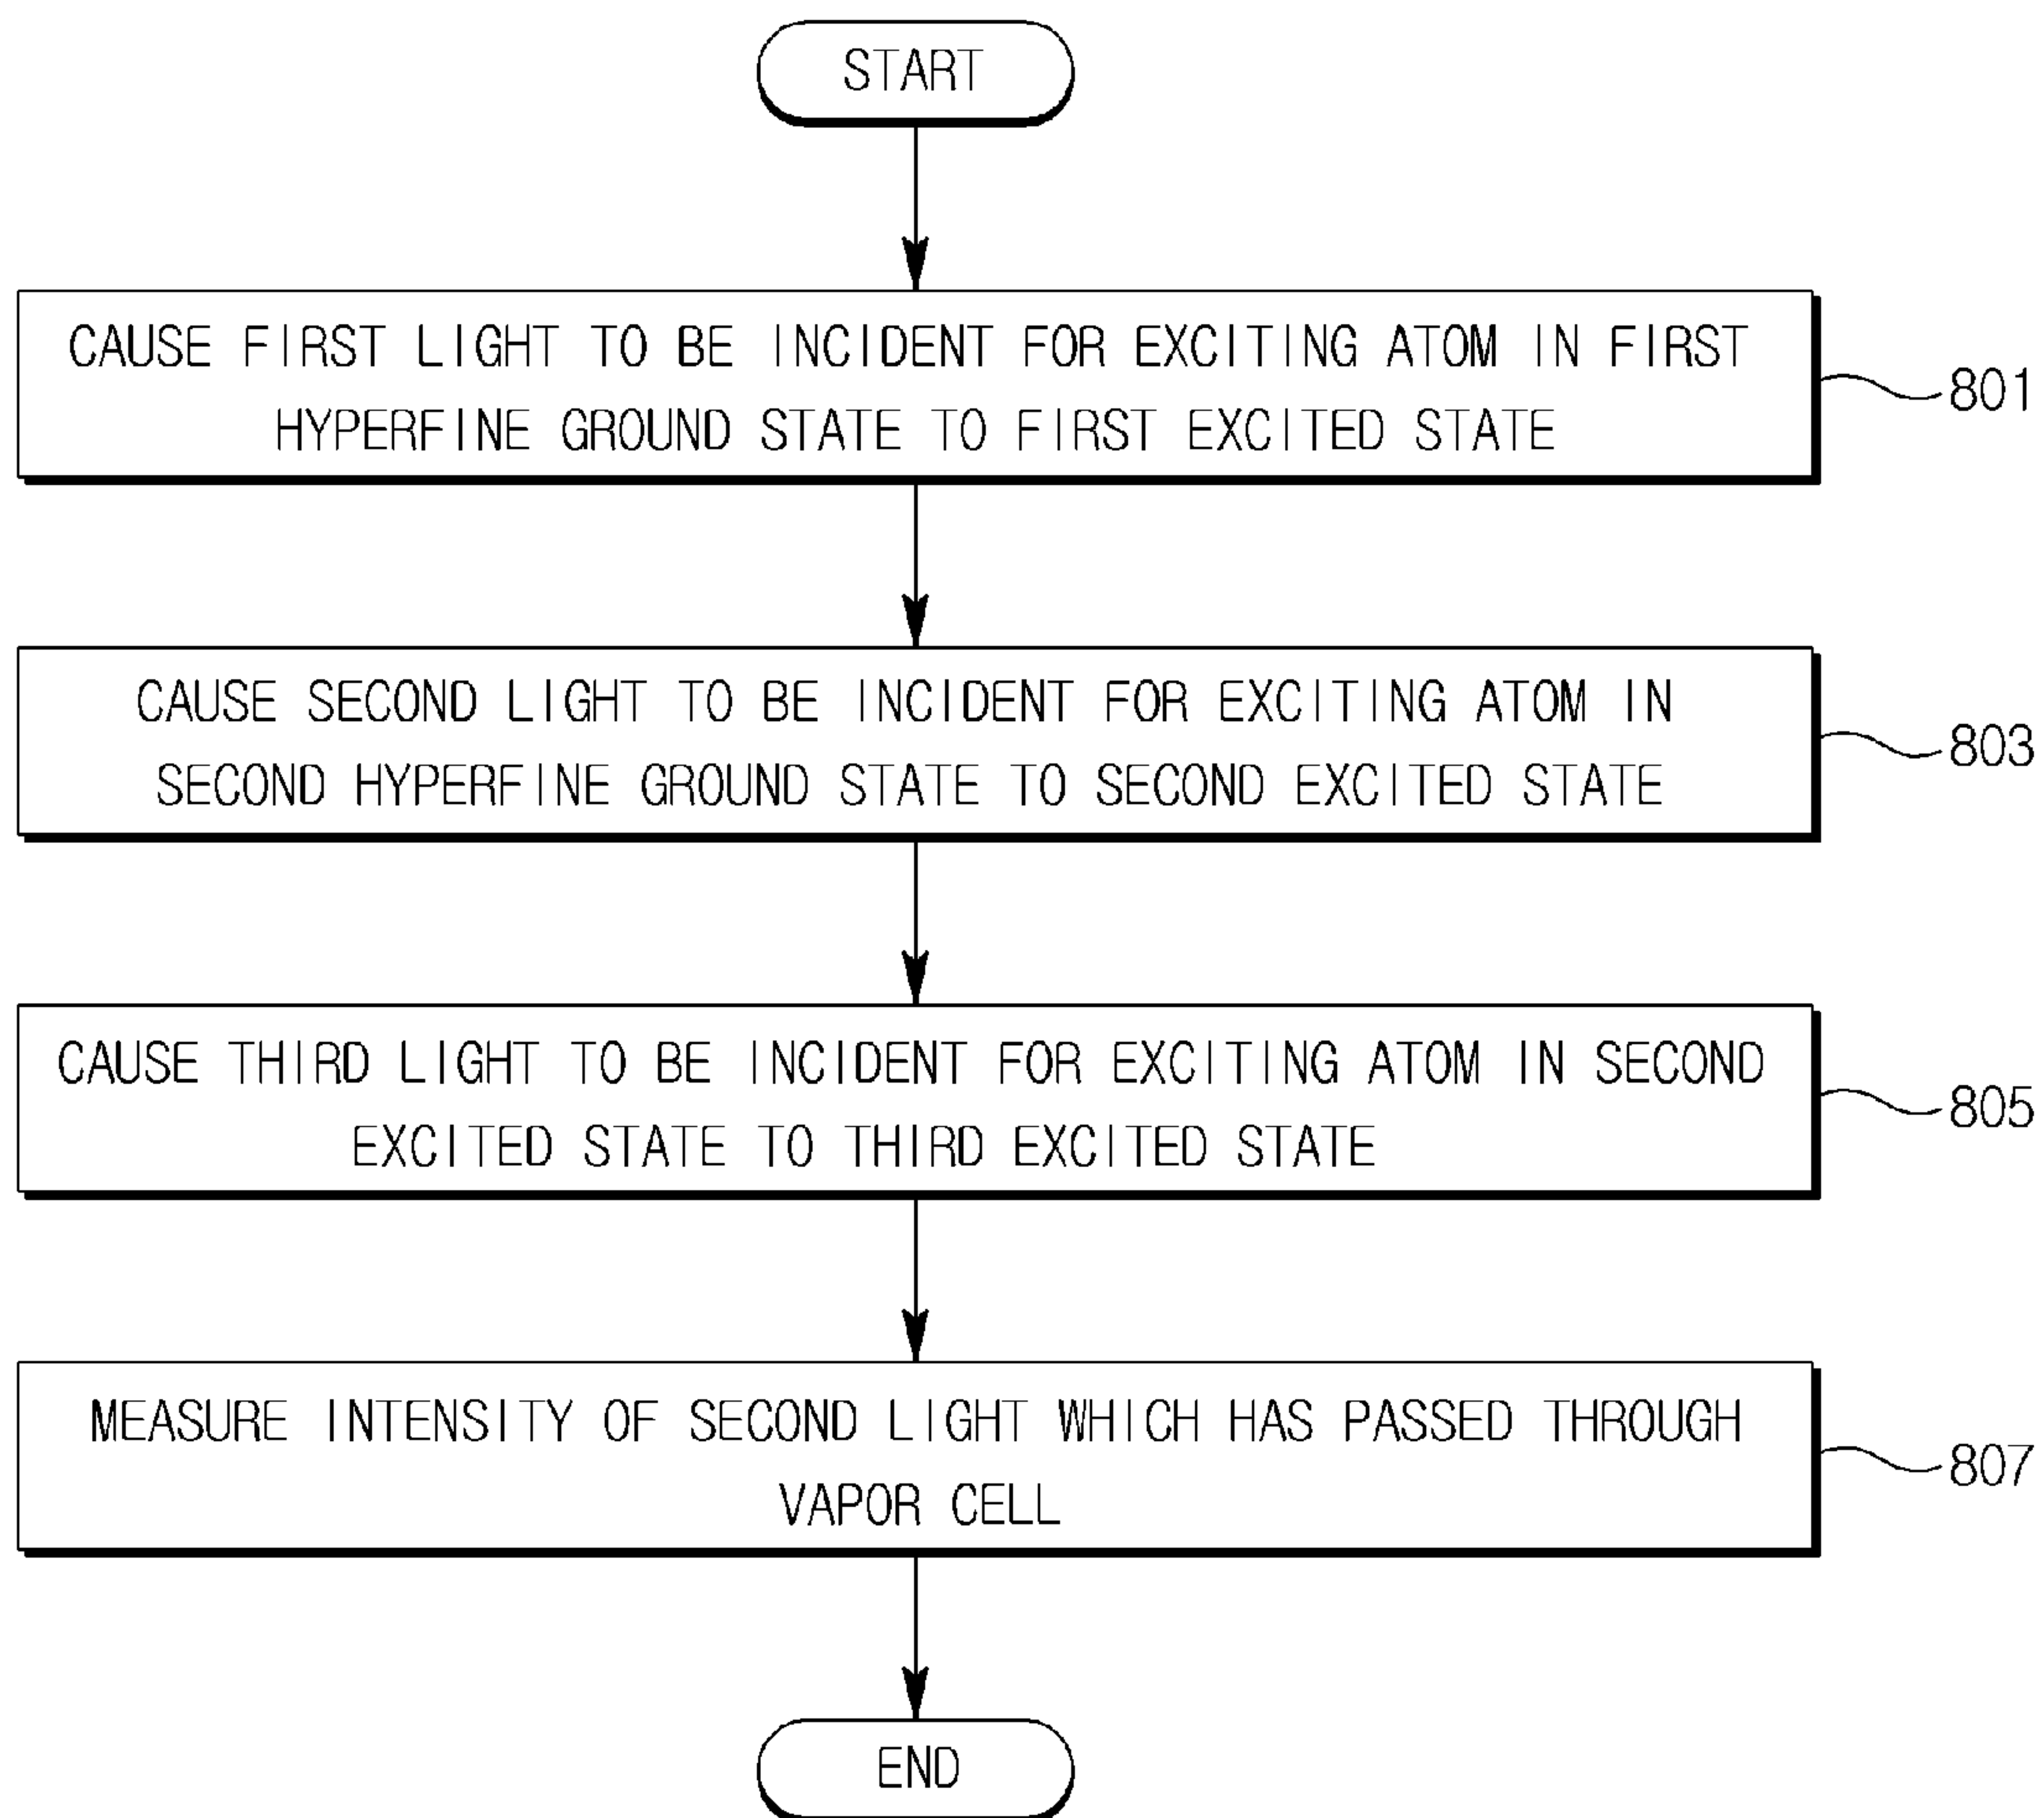 START
CAUSE FIRST LIGHT TO BE INCIDENT FOR EXCITING ATOM IN FIRST
HYPERFINE GROUND STATE TO FIRST EXCITED STATE
801
CAUSE SECOND LIGHT TO BE INCIDENT FOR EXCITING ATOM IN
SECOND HYPERFINE GROUND STATE TO SECOND EXCITED STATE
803
CAUSE THIRD LIGHT TO BE INCIDENT FOR EXCITING ATOM IN SECOND
EXCITED STATE TO THIRD EXCITED STATE
805
MEASURE INTENSITY OF SECOND LIGHT WHICH HAS PASSED THROUGH
VAPOR CELL
807
END